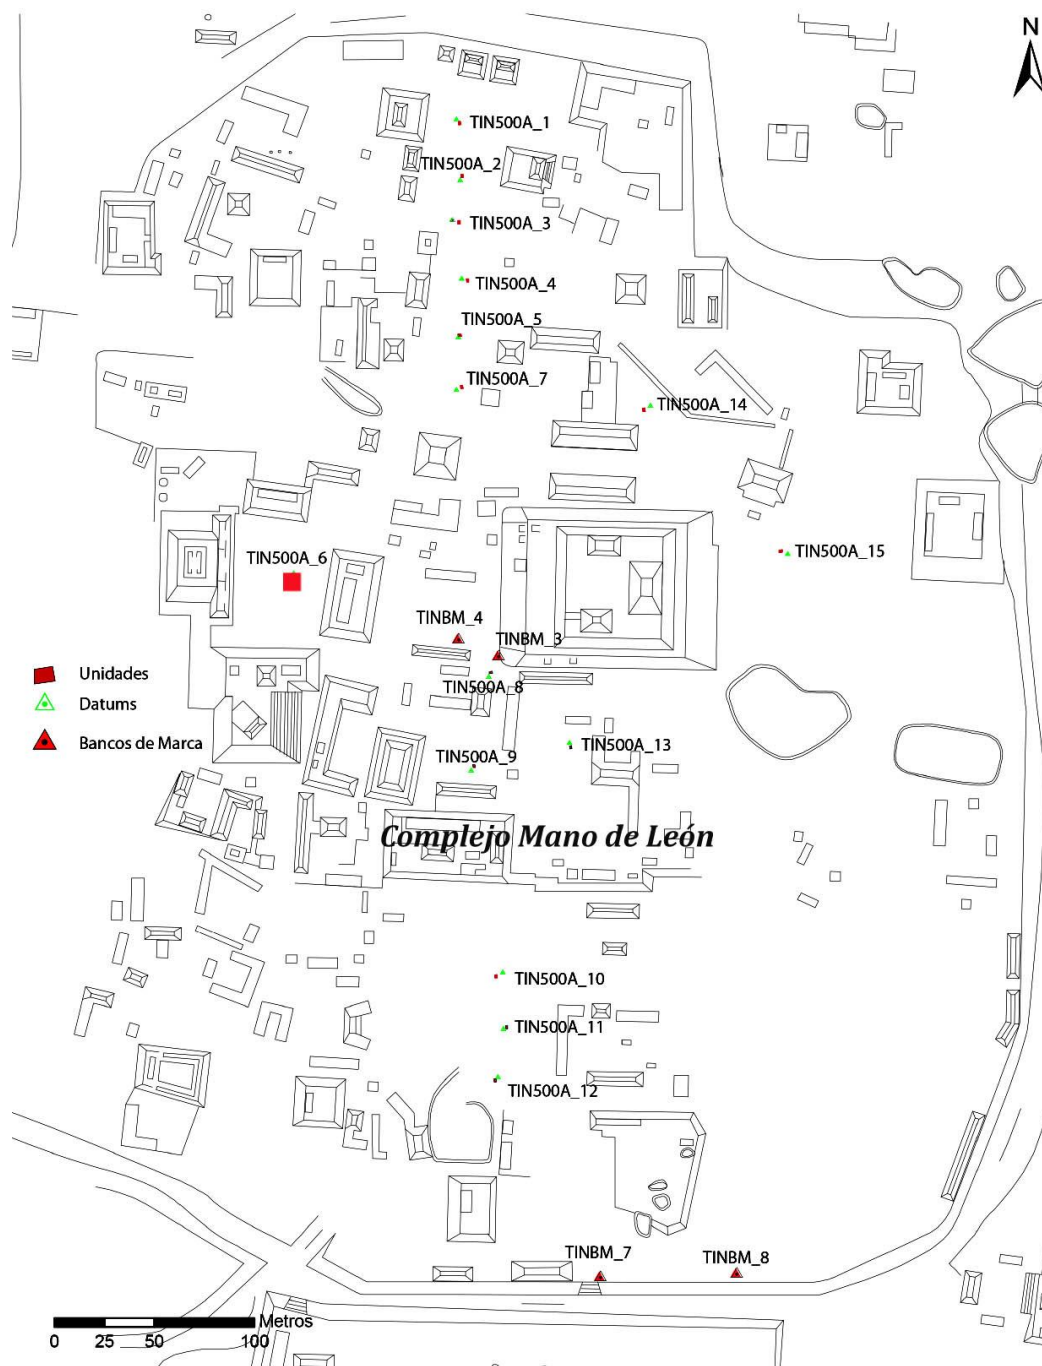 N
TIN500A_1
TIN500A_2
TIN500A_3
TIN500A_4
TIN500A_5
TIN500A_7
TIN500A_14
TIN500A_15
TIN500A_6
TINBM_4
TINBM_3
Unidades
TIN500A_8
Datums
Bancos de Marca
TIN500A_13
TIN500A_9
Complejo Mano de León
TIN500A_10
TIN500A_11
TIN500A_12
TINBM_7
TINBM_8
Metros
0 25 50 100